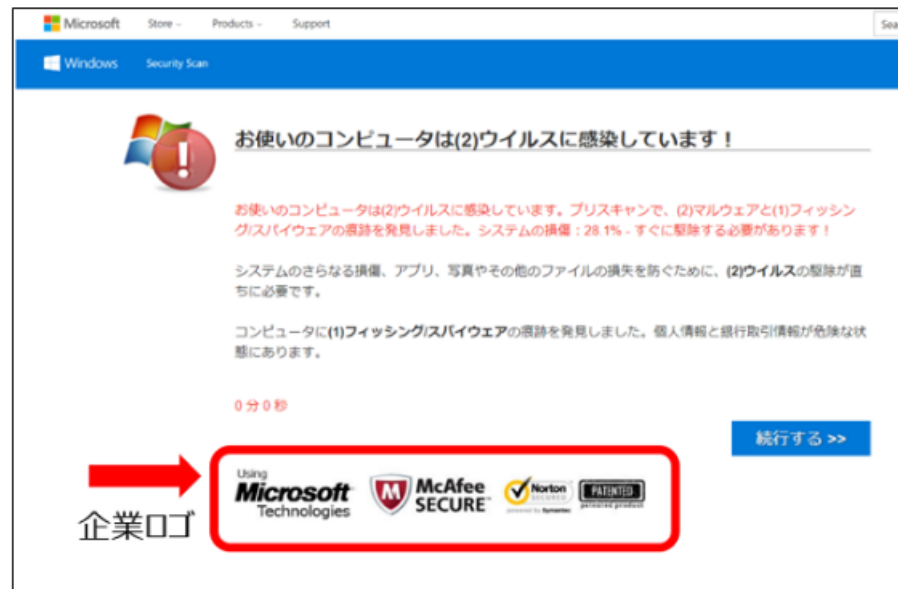 Microsoft Store Products Support Sea
Windows Security Scan
お使いのコンピュータは(2)ウイルスに感染しています！
お使いのコンピュータは(2)ウイルスに感染しています。プリスキャンで、(2)マルウェアと(1)フィッシン
グ/スパイウェアの痕跡を発見しました。システムの損傷：28.1% - すぐに駆除する必要があります！
システムのさらなる損傷、アプリ、写真やその他のファイルの損失を防ぐために、(2)ウイルスの駆除が直
ちに必要です。
コンピュータに(1)フィッシング/スパイウェアの痕跡を発見しました。個人情報と銀行取引情報が危険な状
態にあります。
0 分 0 秒
続行する >>
企業ロゴ
Using
Microsoft
Technologies
McAfee
SECURE
Norton
SECURED
powered by Symantec
PATENTED
patented product